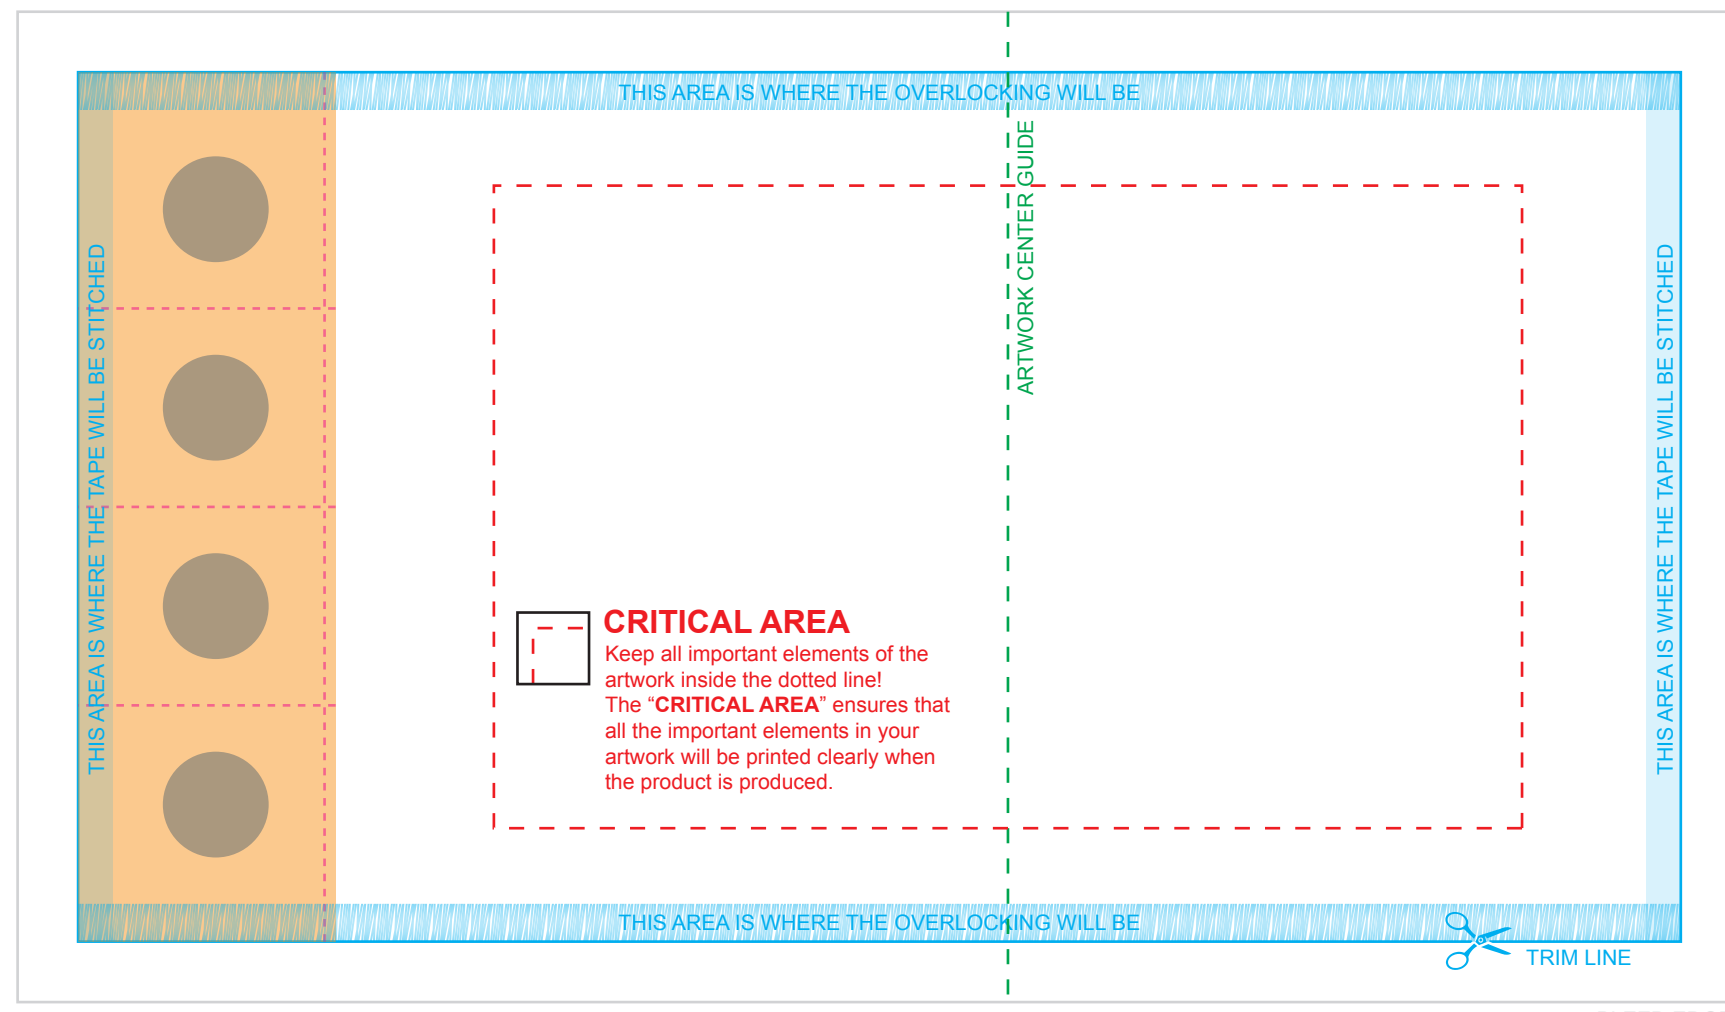 THIS AREA IS WHERE THE OVERLOCKING WILL BE
ARTWORK CENTER GUIDE
THIS AREA IS WHERE THE TAPE WILL BE STITCHED
THIS AREA IS WHERE THE TAPE WILL BE STITCHED
CRITICAL AREA
Keep all important elements of the
artwork inside the dotted line!
The “CRITICAL AREA” ensures that
all the important elements in your
artwork will be printed clearly when
the product is produced.
THIS AREA IS WHERE THE OVERLOCKING WILL BE
TRIM LINE